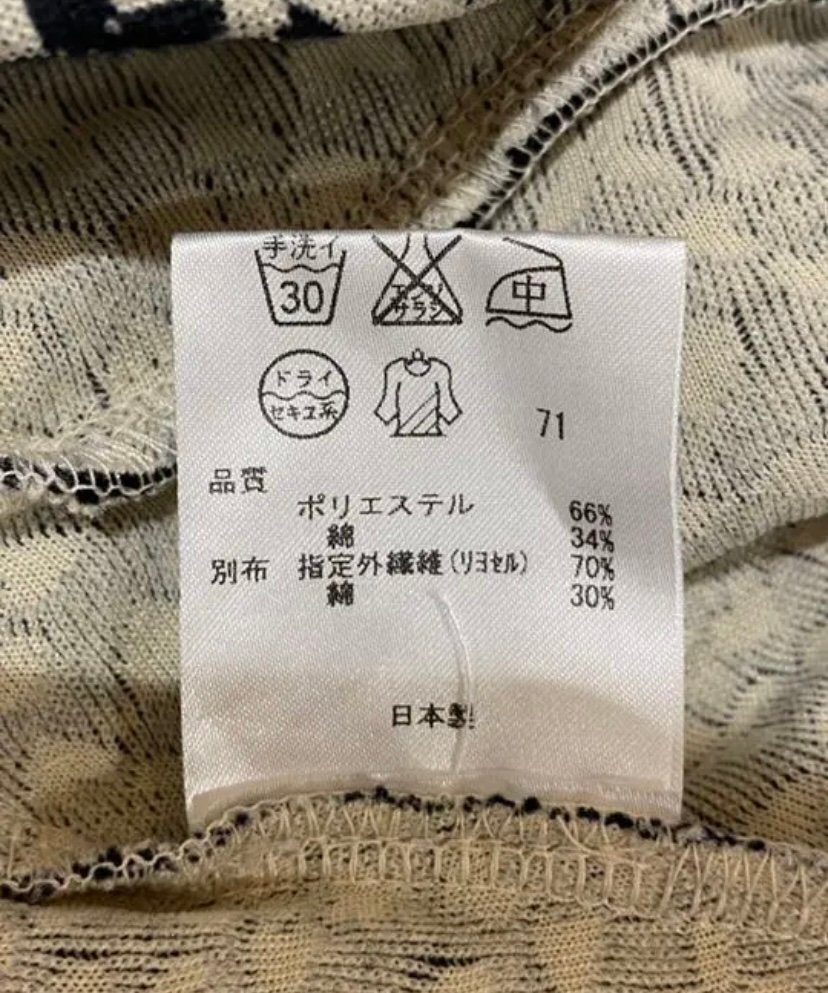 手洗イ
30
エンソ
サラシ
中
ドライ
セキユ系
71
品質
ポリエステル 66%
綿 34%
別布 指定外繊維(リヨセル) 70%
綿 30%
日本製